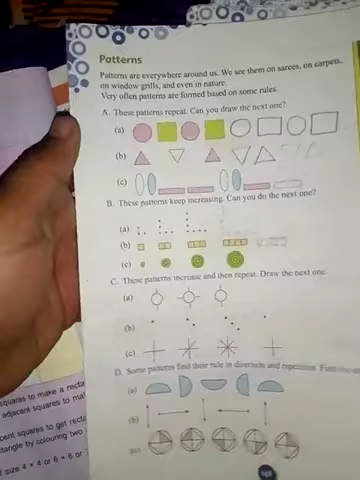 Patterns
Patterns are everywhere around us. We see them on sarees, on carpets,
on window grills, and even in nature.
Very often patterns are formed based on some rules.
A. These patterns repeat. Can you draw the next one?
(a)
(b)
(c)
B. These patterns keep increasing. Can you do the next one?
(a)
(b)
(c)
C. These patterns increase and then repeat. Draw the next one
(a)
(b)
(c)
D. Some patterns find their rule in direction and repetition.
(a)
(b)
squares to make a recta
adjacent squares to ma
cent squares to get recta
tangle by colouring two
f size 4 × 4 or 6 × 6 or